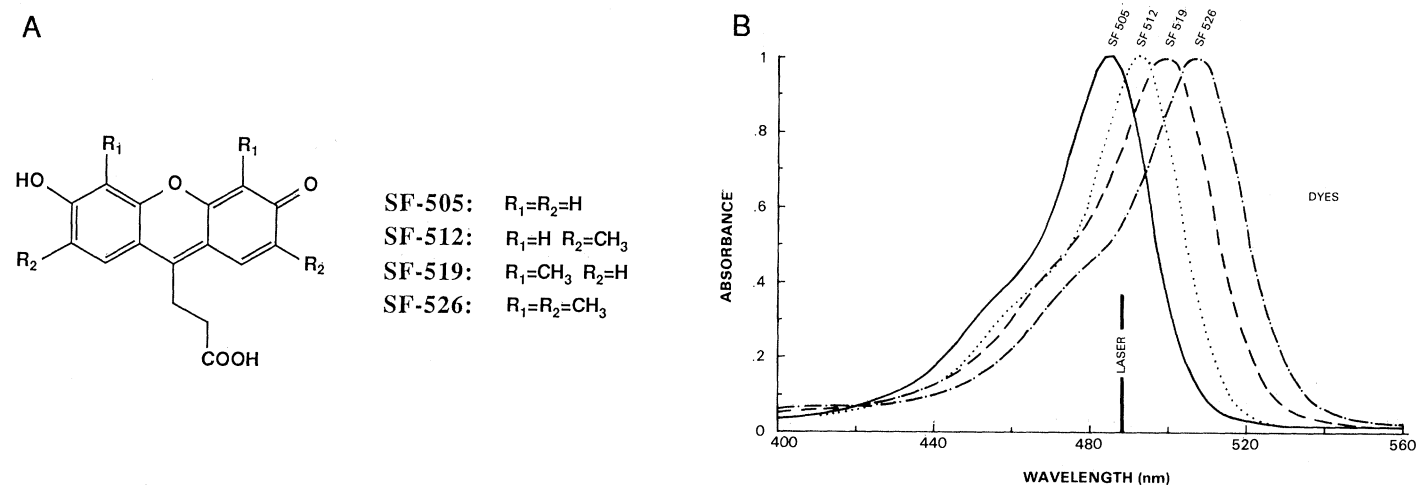 A
R₁
R₁
HO
O
O
R₂
R₂
COOH
SF-505: R₁=R₂=H
SF-512: R₁=H R₂=CH₃
SF-519: R₁=CH₃ R₂=H
SF-526: R₁=R₂=CH₃
B
SF 505
SF 512
SF 519
SF 526
1
.8
.6
.4
.2
0
ABSORBANCE
DYES
LASER
400
440
480
520
560
WAVELENGTH (nm)